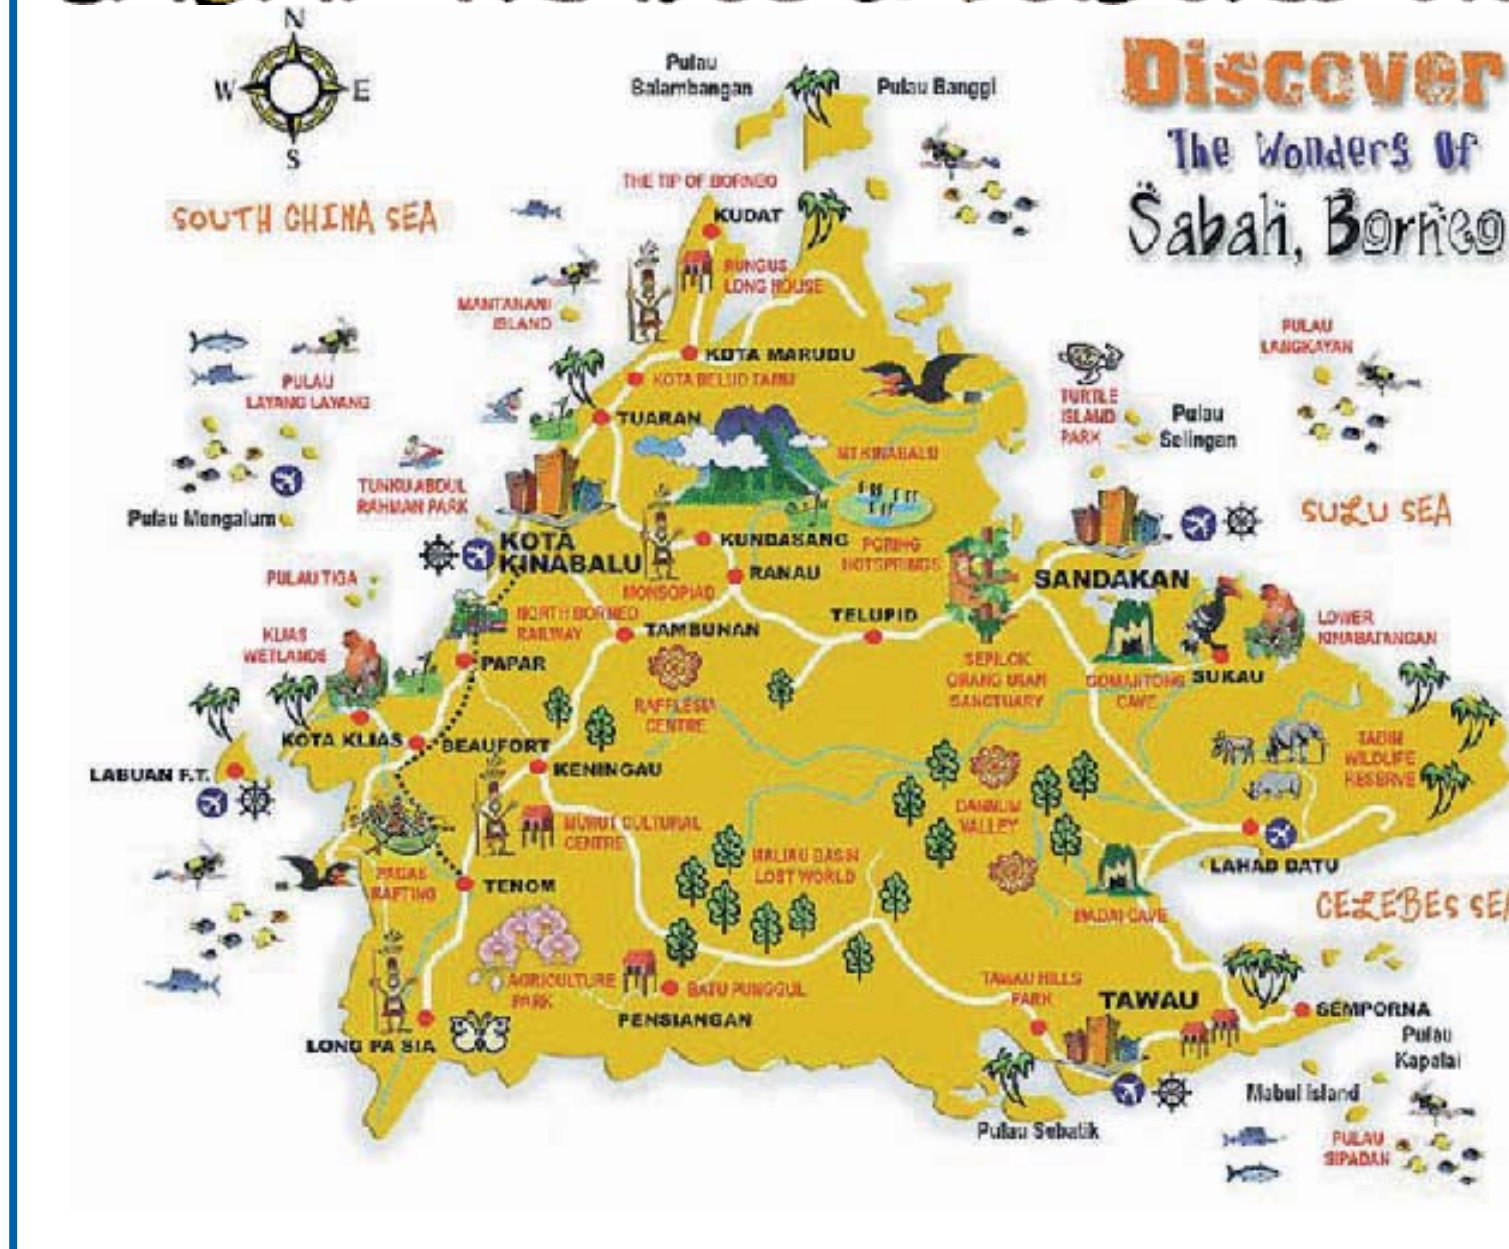 N
W
E
S
Discover
The Wonders Of
Sabah, Borneo
Pulau
Balambangan
Pulau Banggi
THE TIP OF BORNEO
KUDAT
SOUTH CHINA SEA
RUNGUS
LONG HOUSE
MANTANANI
ISLAND
KOTA MARUDU
KOTA BELUD TAMU
PULAU
LANGKAYAN
PULAU
LAYANG LAYANG
TUARAN
TURTLE
ISLAND
PARK
Pulau
Selingan
MT KINABALU
TUNKU ABDUL
RAHMAN PARK
Pulau Mengalum
SULU SEA
KOTA
KINABALU
KUNDASANG
PORING
HOTSPRINGS
RANAU
MONSOPIAD
SANDAKAN
PULAU TIGA
NORTH BORNEO
RAILWAY
TELUPID
TAMBUNAN
LOWER
KINABATANGAN
KLIAS
WETLANDS
PAPAR
SEPILOK
ORANG UTAN
SANCTUARY
GOMANTONG
CAVE
SUKAU
RAFFLESIA
CENTRE
KOTA KLIAS
BEAUFORT
TABIN
WILDLIFE
RESERVE
LABUAN F.T.
KENINGAU
DANNUM
VALLEY
MURUT CULTURAL
CENTRE
MALIAU BASIN
LOST WORLD
LAHAD DATU
PADAS
RAFTING
TENOM
CELEBES SEA
MADAI CAVE
AGRICULTURE
PARK
BATU PUNGGUL
TAWAU HILLS
PARK
TAWAU
SEMPORNA
PENSIANGAN
LONG PA SIA
Pulau
Kapalai
Mabul Island
Pulau Sebatik
PULAU
SIPADAN